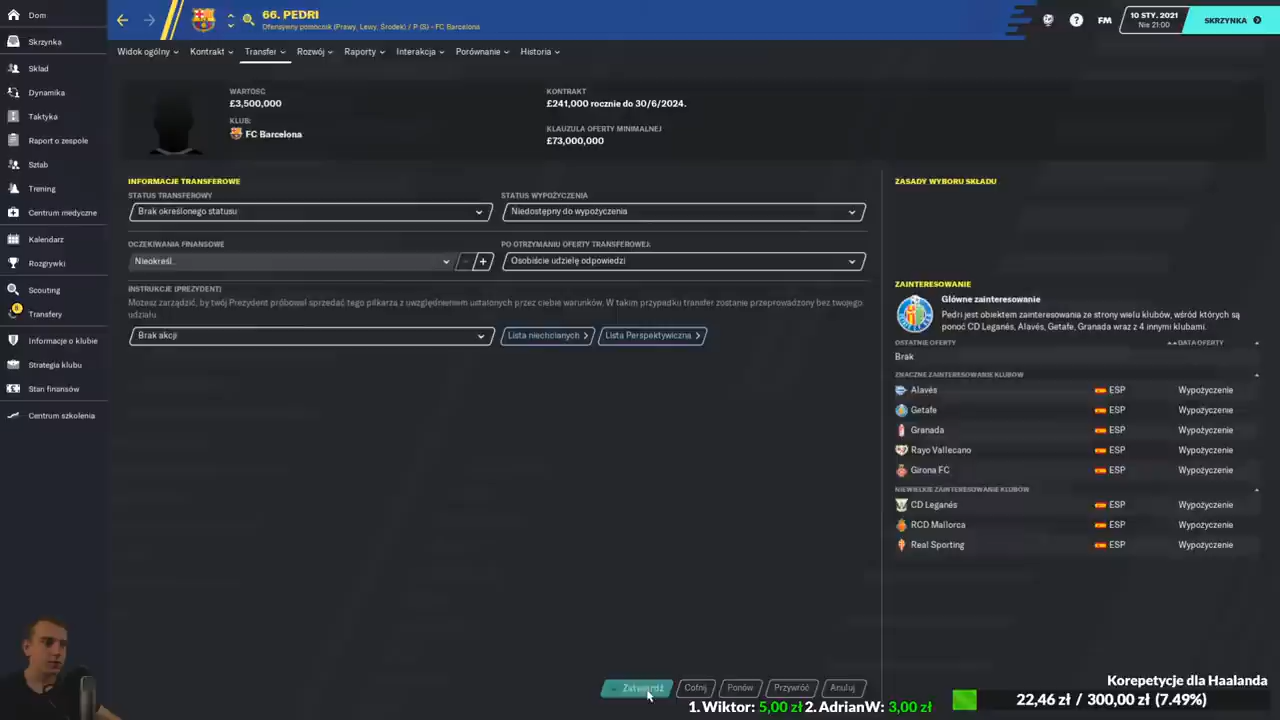 Dom
66. PEDRI
Ofensywny pomocnik (Prawy, Lewy, Środek) / P (Ś) - FC Barcelona
FM
10 STY. 2021
Nie 21:00
SKRZYNKA
Skrzynka
Skład
Dynamika
Taktyka
Raport o zespole
Sztab
Trening
Centrum medyczne
Kalendarz
Rozgrywki
Scouting
Transfery
6
Informacje o klubie
Strategia klubu
Stan finansów
Centrum szkolenia
Widok ogólny
Kontrakt
Transfer
Rozwój
Raporty
Interakcja
Porównanie
Historia
WARTOŚĆ
£3,500,000
KLUB:
FC Barcelona
KONTRAKT
£241,000 rocznie do 30/6/2024.
KLAUZULA OFERTY MINIMALNEJ
£73,000,000
INFORMACJE TRANSFEROWE
STATUS TRANSFEROWY
Brak określonego statusu
STATUS WYPOŻYCZENIA
Niedostępny do wypożyczenia
OCZEKIWANIA FINANSOWE
Nieokreśl..
PO OTRZYMANIU OFERTY TRANSFEROWEJ:
Osobiście udzielę odpowiedzi
INSTRUKCJE (PREZYDENT)
Możesz zarządzić, by twój Prezydent próbował sprzedać tego piłkarza z uwzględnieniem ustalonych przez ciebie warunków. W takim przypadku transfer zostanie przeprowadzony bez twojego
udziału.
Brak akcji
Lista niechcianych
Lista Perspektywiczna
ZASADY WYBORU SKŁADU
ZAINTERESOWANIE
Główne zainteresowanie
Pedri jest obiektem zainteresowania ze strony wielu klubów, wśród których są
ponoć CD Leganés, Alavés, Getafe, Granada wraz z 4 innymi klubami.
OSTATNIE OFERTY
DATA OFERTY
Brak
ZNACZNE ZAINTERESOWANIE KLUBÓW
Alavés ESP Wypożyczenie
Getafe ESP Wypożyczenie
Granada ESP Wypożyczenie
Rayo Vallecano ESP Wypożyczenie
Girona FC ESP Wypożyczenie
NIEWIELKIE ZAINTERESOWANIE KLUBÓW
CD Leganés ESP Wypożyczenie
RCD Mallorca ESP Wypożyczenie
Real Sporting ESP Wypożyczenie
Zatwierdź
Cofnij
Ponów
Przywróć
Anuluj
Korepetycje dla Haalanda
22,46 zł / 300,00 zł (7.49%)
1. Wiktor: 5,00 zł 2. AdrianW: 3,00 zł